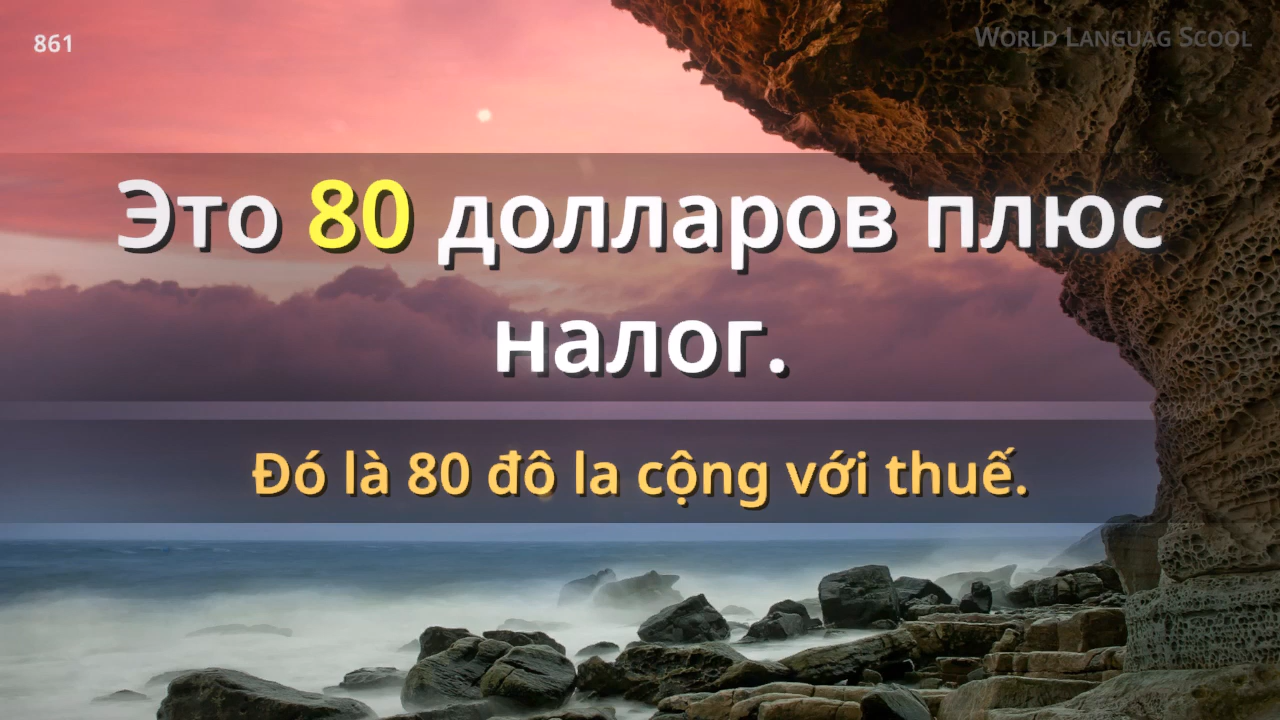 861
World Languag Scool
Это 80 долларов плюс
налог.
Đó là 80 đô la cộng với thuế.